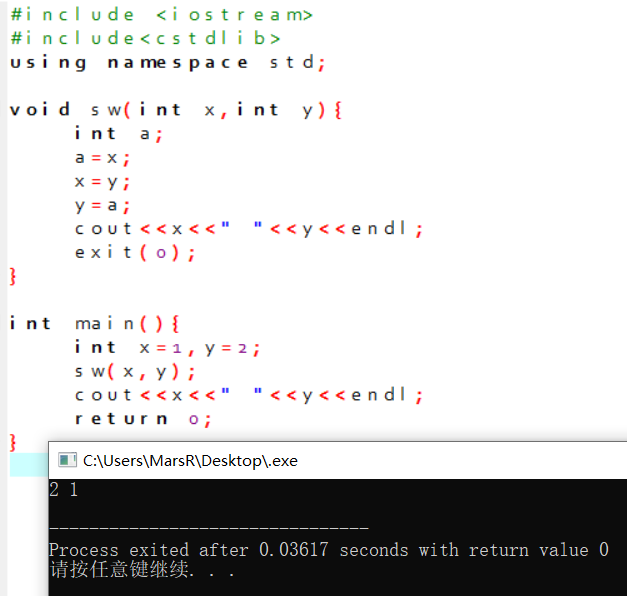 #include <iostream>
#include<cstdlib>
using namespace std;
void sw(int x,int y){
int a;
a=x;
x=y;
y=a;
cout<<x<<" "<<y<<endl;
exit(0);
}
int main(){
int x=1,y=2;
sw(x,y);
cout<<x<<" "<<y<<endl;
return 0;
}
C:\Users\MarsR\Desktop\.exe
2 1
--------------------------------
Process exited after 0.03617 seconds with return value 0
请按任意键继续. . .